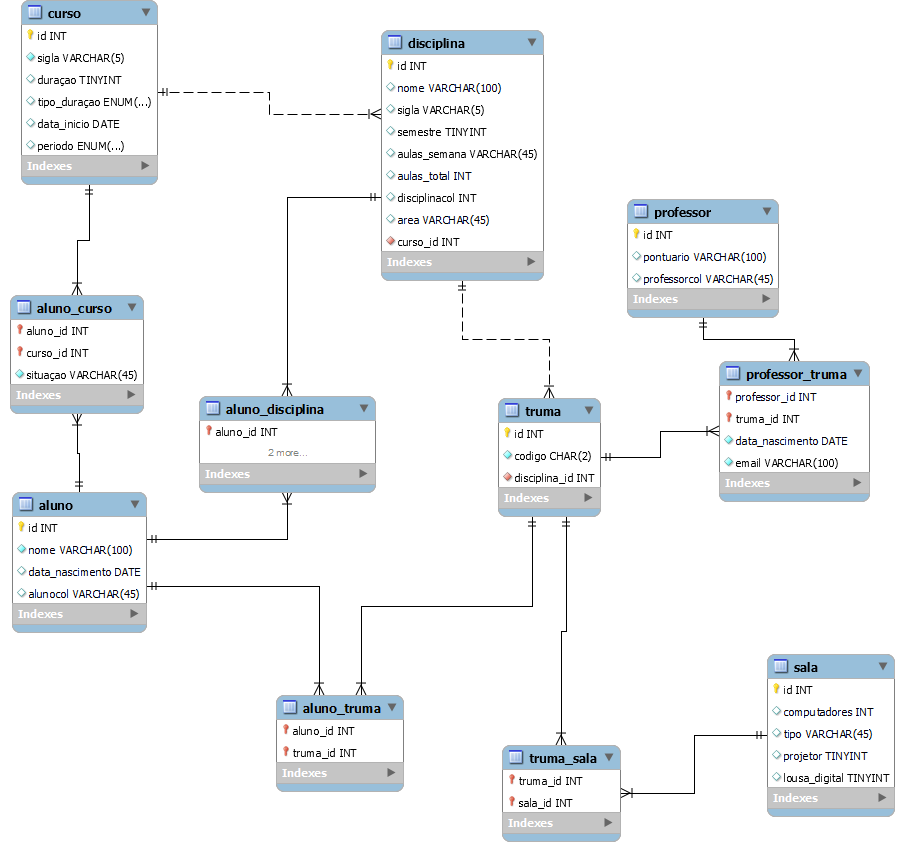 curso
id INT
sigla VARCHAR(5)
duraçao TINYINT
tipo_duraçao ENUM(...)
data_inicio DATE
periodo ENUM(...)
Indexes
disciplina
id INT
nome VARCHAR(100)
sigla VARCHAR(5)
semestre TINYINT
aulas_semana VARCHAR(45)
aulas_total INT
disciplinacol INT
area VARCHAR(45)
curso_id INT
Indexes
professor
id INT
pontuario VARCHAR(100)
professorcol VARCHAR(45)
Indexes
aluno_curso
aluno_id INT
curso_id INT
situaçao VARCHAR(45)
Indexes
aluno_disciplina
aluno_id INT
2 more...
Indexes
truma
id INT
codigo CHAR(2)
disciplina_id INT
Indexes
professor_truma
professor_id INT
truma_id INT
data_nascimento DATE
email VARCHAR(100)
Indexes
aluno
id INT
nome VARCHAR(100)
data_nascimento DATE
alunocol VARCHAR(45)
Indexes
aluno_truma
aluno_id INT
truma_id INT
Indexes
truma_sala
truma_id INT
sala_id INT
Indexes
sala
id INT
computadores INT
tipo VARCHAR(45)
projetor TINYINT
lousa_digital TINYINT
Indexes